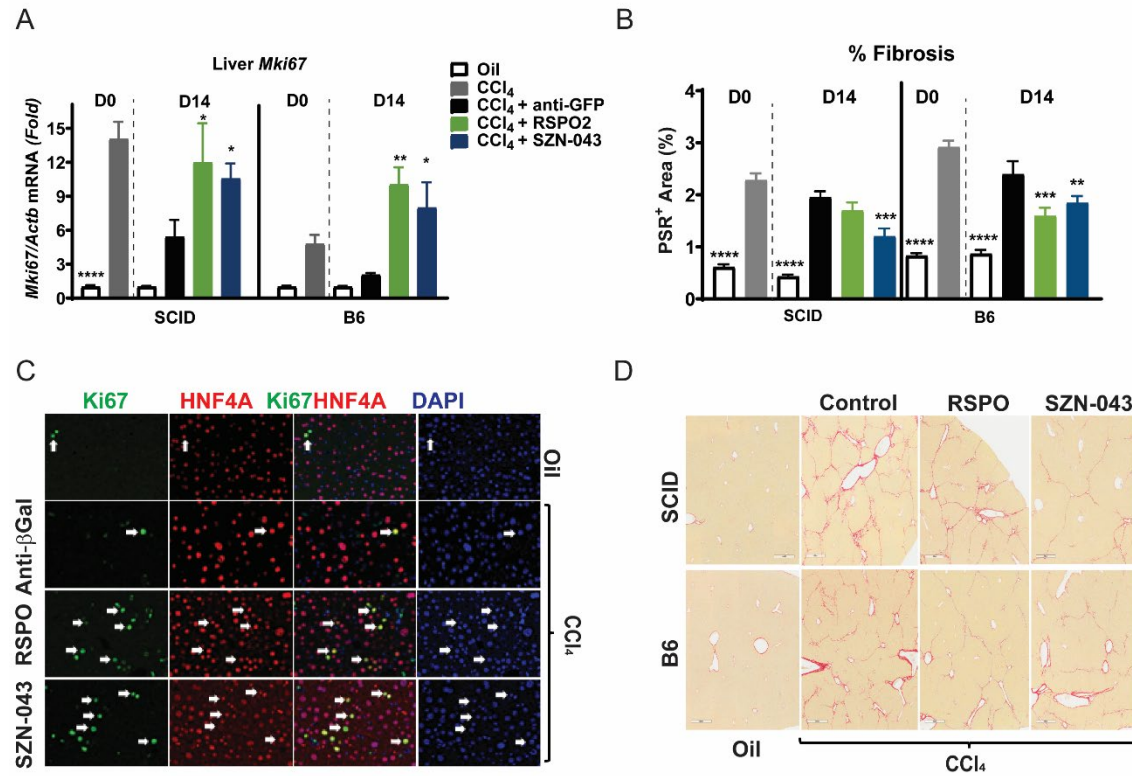 A
Liver Mki67
Oil
CCl₄
CCl₄ + anti-GFP
CCl₄ + RSPO2
CCl₄ + SZN-043
D0 D14 D0 D14
Mki67/Actb mRNA (Fold)
15
12
9
6
3
0
**** * * ** *
SCID B6
B
% Fibrosis
D0 D14 D0 D14
PSR⁺ Area (%)
4
3
2
1
0
**** **** *** **** **** *** **
SCID B6
C
Ki67 HNF4A Ki67HNF4A DAPI
Oil
Anti-βGal
RSPO
SZN-043
CCl₄
D
Control RSPO SZN-043
SCID
B6
Oil CCl₄